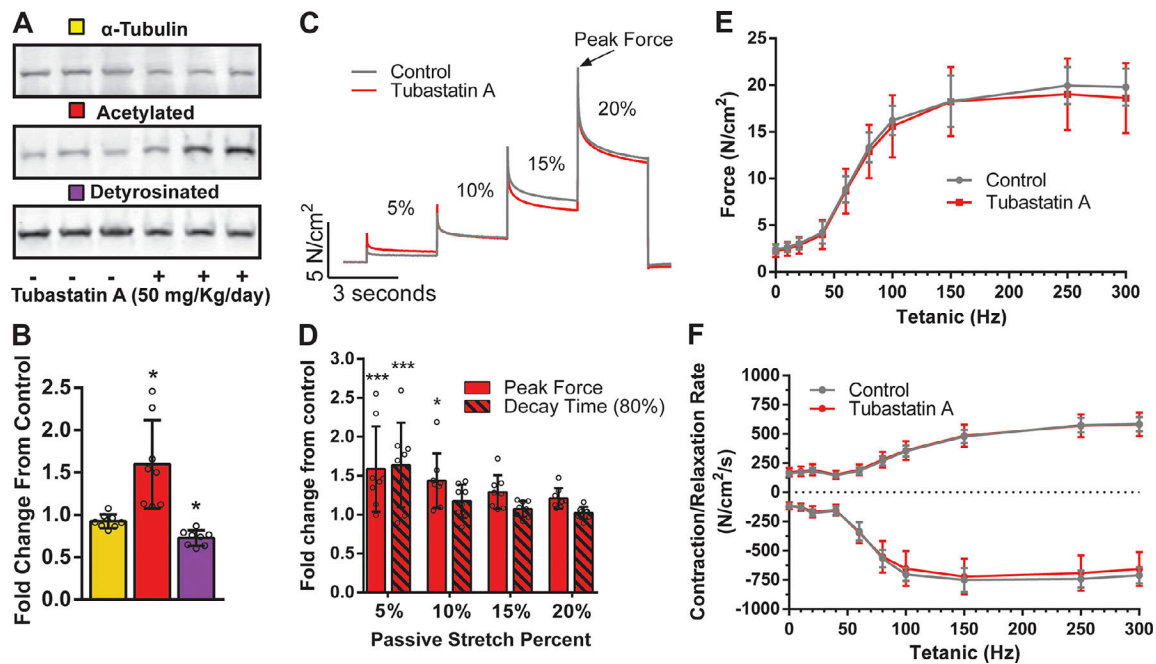 A
α-Tubulin
Acetylated
Detyrosinated
- - - + + +
Tubastatin A (50 mg/Kg/day)
B
Fold Change From Control
2.5
2.0
1.5
1.0
0.5
0.0
*
*
C
Control
Tubastatin A
Peak Force
5%
10%
15%
20%
5 N/cm2
3 seconds
D
Fold change from control
3.0
2.5
2.0
1.5
1.0
0.5
0.0
***
***
*
Peak Force
Decay Time (80%)
5% 10% 15% 20%
Passive Stretch Percent
E
Force (N/cm2)
25
20
15
10
5
0
Control
Tubastatin A
0 50 100 150 200 250 300
Tetanic (Hz)
F
Contraction/Relaxation Rate
(N/cm2/s)
1000
750
500
250
0
-250
-500
-750
-1000
Control
Tubastatin A
0 50 100 150 200 250 300
Tetanic (Hz)